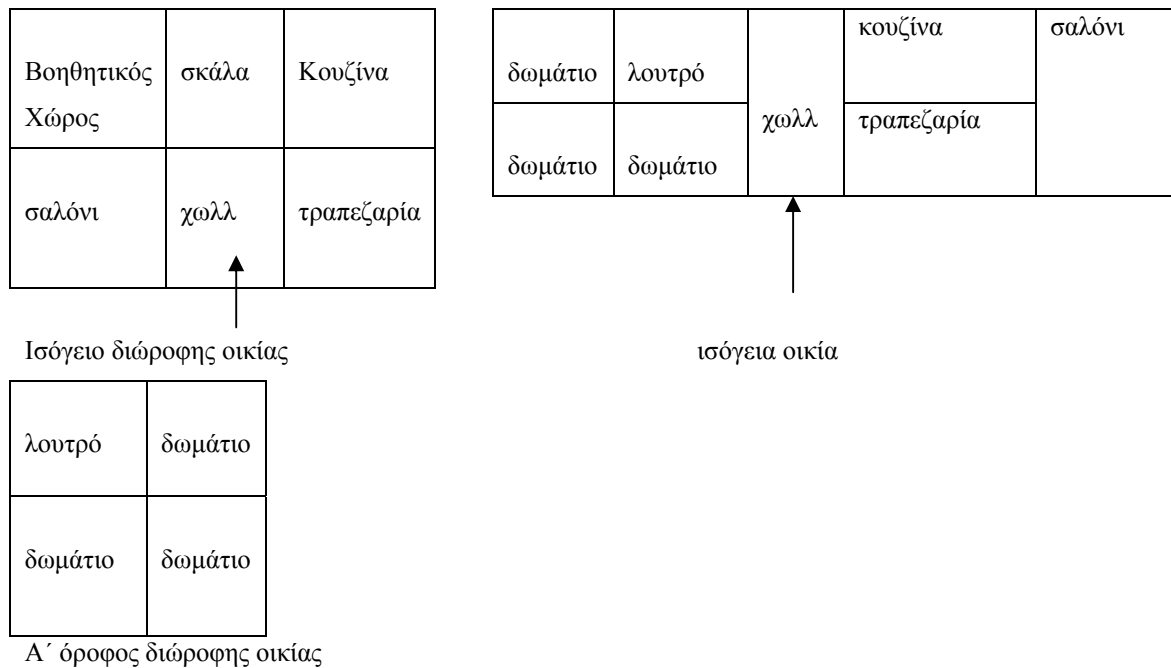 Βοηθητικός
Χώρος
σκάλα
Κουζίνα
σαλόνι
χωλλ
τραπεζαρία
Ισόγειο διώροφης οικίας
δωμάτιο
λουτρό
χωλλ
κουζίνα
σαλόνι
τραπεζαρία
δωμάτιο
δωμάτιο
ισόγεια οικία
λουτρό
δωμάτιο
δωμάτιο
δωμάτιο
Α΄ όροφος διώροφης οικίας